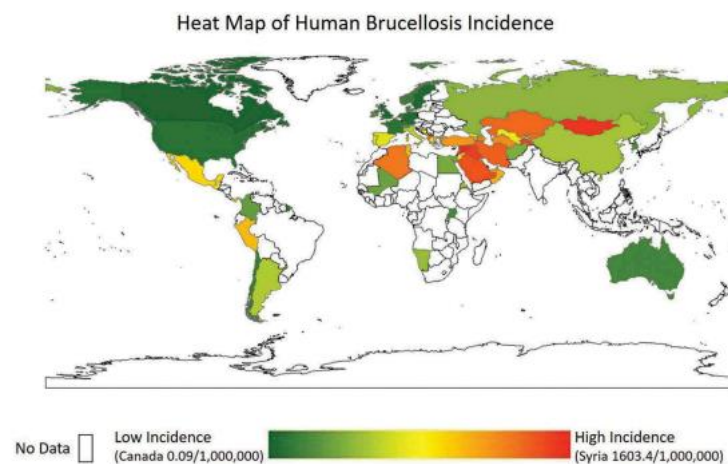 Heat Map of Human Brucellosis Incidence
No Data
Low Incidence
(Canada 0.09/1,000,000)
High Incidence
(Syria 1603.4/1,000,000)